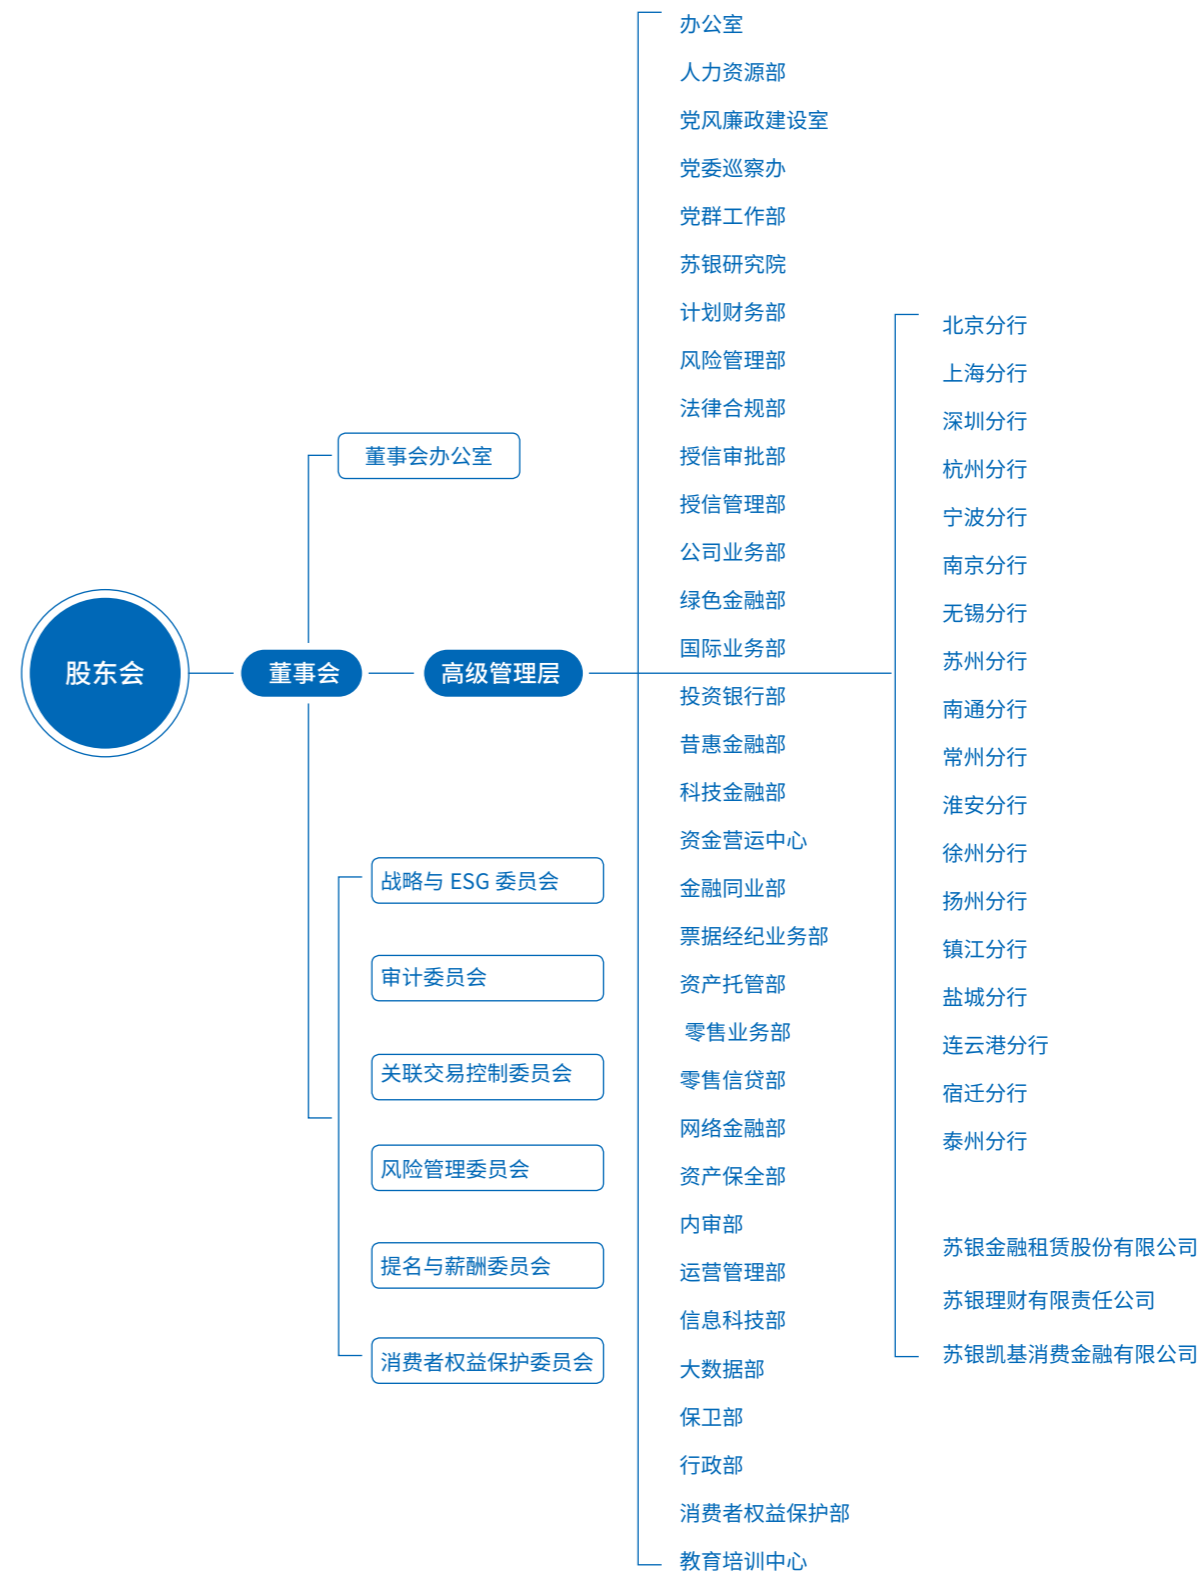 股东会
董事会
高级管理层
董事会办公室
战略与 ESG 委员会
审计委员会
关联交易控制委员会
风险管理委员会
提名与薪酬委员会
消费者权益保护委员会
办公室
人力资源部
党风廉政建设室
党委巡察办
党群工作部
苏银研究院
计划财务部
风险管理部
法律合规部
授信审批部
授信管理部
公司业务部
绿色金融部
国际业务部
投资银行部
昔惠金融部
科技金融部
资金营运中心
金融同业部
票据经纪业务部
资产托管部
零售业务部
零售信贷部
网络金融部
资产保全部
内审部
运营管理部
信息科技部
大数据部
保卫部
行政部
消费者权益保护部
教育培训中心
北京分行
上海分行
深圳分行
杭州分行
宁波分行
南京分行
无锡分行
苏州分行
南通分行
常州分行
淮安分行
徐州分行
扬州分行
镇江分行
盐城分行
连云港分行
宿迁分行
泰州分行
苏银金融租赁股份有限公司
苏银理财有限责任公司
苏银凯基消费金融有限公司